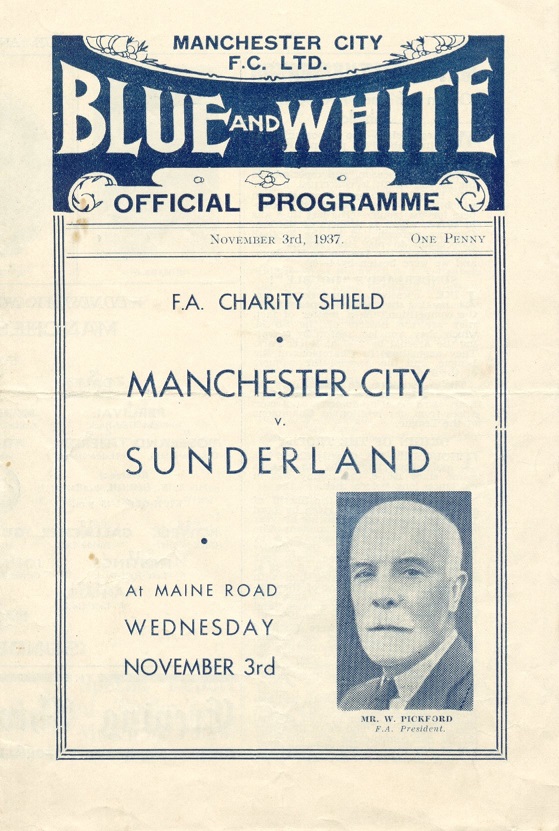 MANCHESTER CITY
F.C. LTD.
BLUE AND WHITE
OFFICIAL PROGRAMME
NOVEMBER 3rd, 1937. ONE PENNY
F.A. CHARITY SHIELD
•
MANCHESTER CITY
v.
SUNDERLAND
•
At MAINE ROAD
WEDNESDAY
NOVEMBER 3rd
MR. W. PICKFORD
F.A. President.